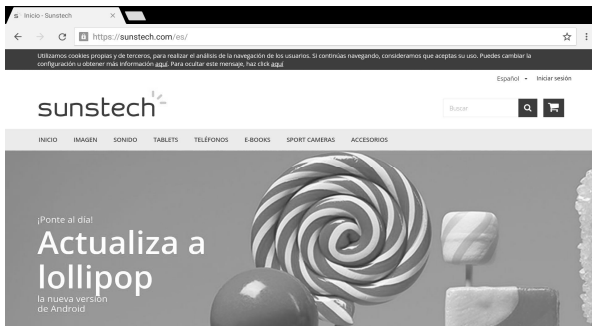 Inicio - Sunstech
https://sunstech.com/es/
Utilizamos cookies propias y de terceros, para realizar el análisis de la navegación de los usuarios. Si continúas navegando, consideramos que aceptas su uso. Puedes cambiar la
configuración u obtener más información aquí. Para ocultar este mensaje, haz click aquí
Español Iniciar sesión
sunstech
Buscar
INICIO IMAGEN SONIDO TABLETS TELÉFONOS E-BOOKS SPORT CAMERAS ACCESORIOS
¡Ponte al día!
Actualiza a
lollipop
la nueva versión
de Android